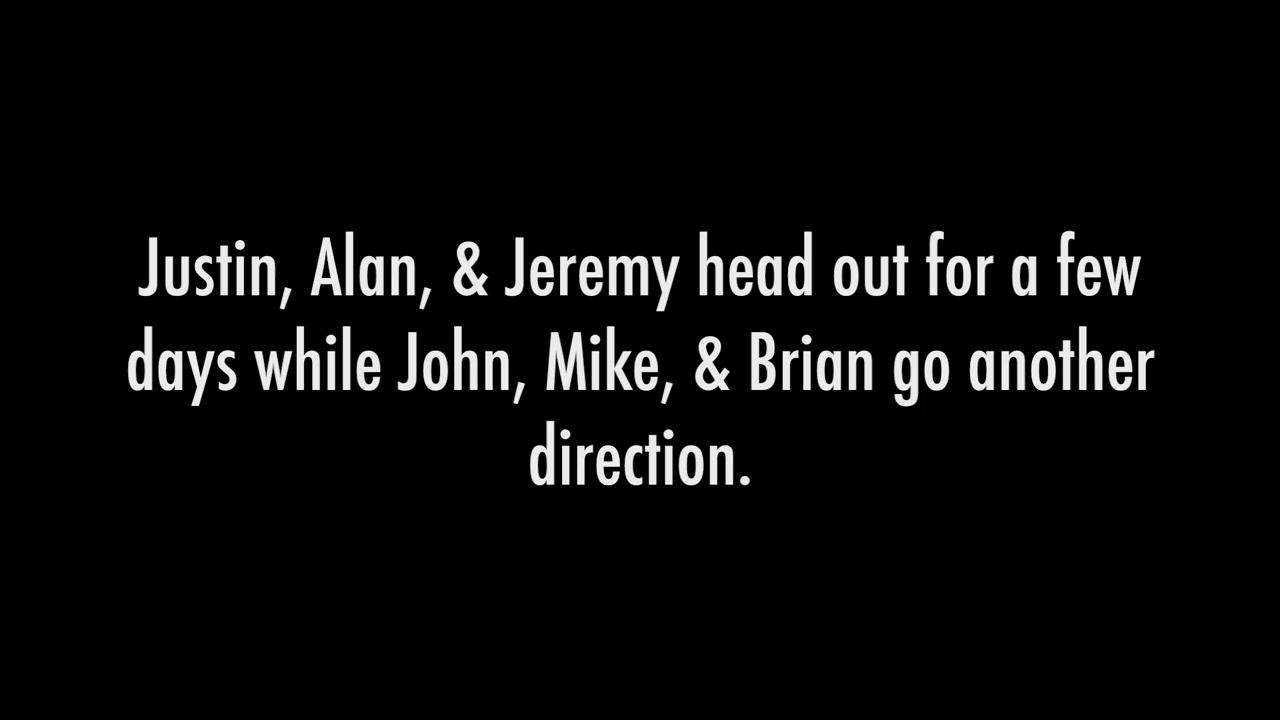 Justin, Alan, & Jeremy head out for a few
days while John, Mike, & Brian go another
direction.